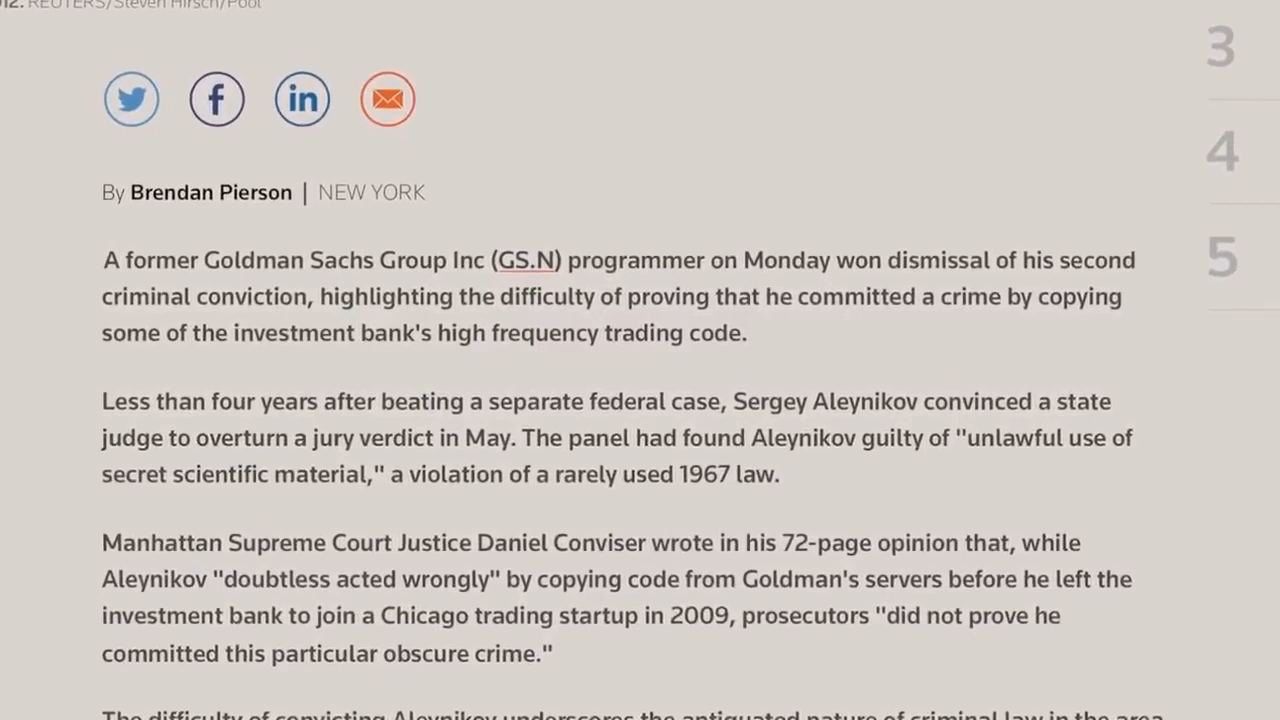 012. REUTERS/Steven Hirsch/Pool
3
4
5
By Brendan Pierson | NEW YORK
A former Goldman Sachs Group Inc (GS.N) programmer on Monday won dismissal of his second
criminal conviction, highlighting the difficulty of proving that he committed a crime by copying
some of the investment bank's high frequency trading code.
Less than four years after beating a separate federal case, Sergey Aleynikov convinced a state
judge to overturn a jury verdict in May. The panel had found Aleynikov guilty of "unlawful use of
secret scientific material," a violation of a rarely used 1967 law.
Manhattan Supreme Court Justice Daniel Conviser wrote in his 72-page opinion that, while
Aleynikov "doubtless acted wrongly" by copying code from Goldman's servers before he left the
investment bank to join a Chicago trading startup in 2009, prosecutors "did not prove he
committed this particular obscure crime."
The difficulty of convicting Aleynikov underscores the antiquated nature of criminal law in the area